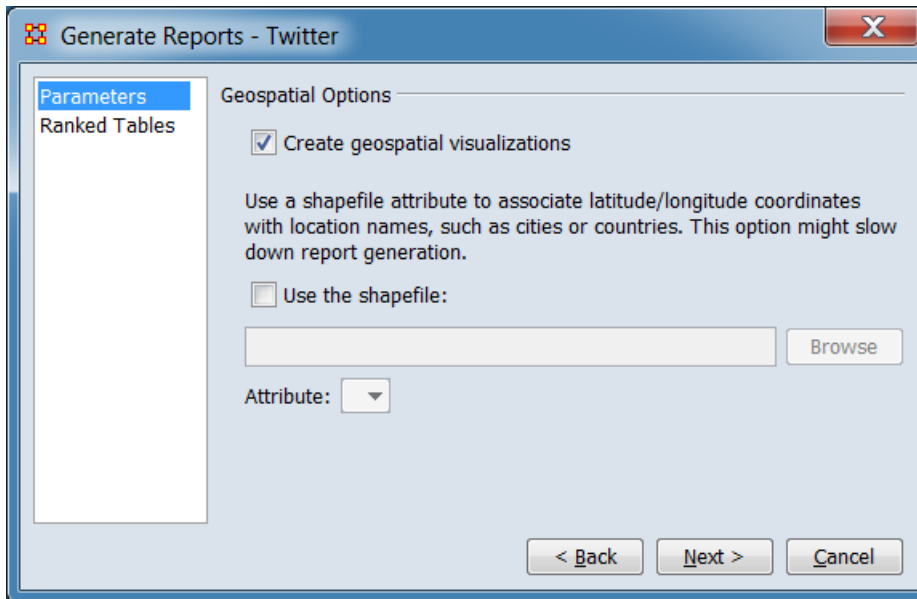 Generate Reports - Twitter
Parameters
Ranked Tables
Geospatial Options
Create geospatial visualizations
Use a shapefile attribute to associate latitude/longitude coordinates
with location names, such as cities or countries. This option might slow
down report generation.
Use the shapefile:
Browse
Attribute:
< Back
Next >
Cancel